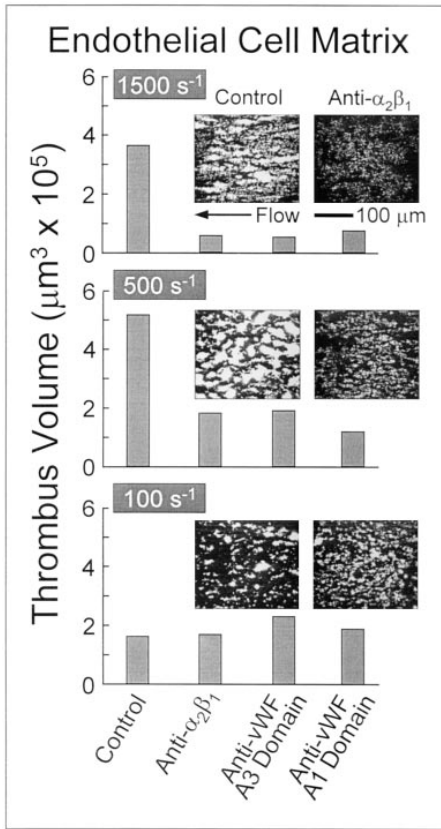 Endothelial Cell Matrix
Thrombus Volume (μm³ x 10⁵)
1500 s⁻¹
6
4
2
0
Control
Anti-α₂β₁
Flow
100 μm
500 s⁻¹
6
4
2
0
100 s⁻¹
6
4
2
0
Control
Anti-α₂β₁
Anti-vWF
A3 Domain
Anti-vWF
A1 Domain